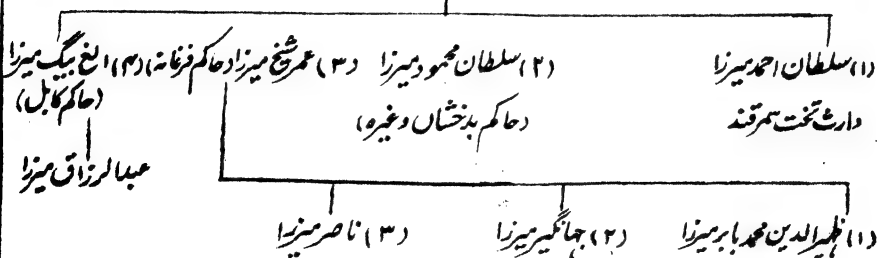 (۱) سلطان احمد میرزا (۲) سلطان محمود میرزا (۳) عمر شیخ میرزا (حاکم فرغانہ) (۴) الغ بیگ میرزا
وارث تخت سمرقند (حاکم بدخشاں وغیرہ) (حاکم کابل)
عبدالرزاق میرزا
(۱) ظہیرالدین محمد بابر میرزا (۲) جہانگیر میرزا (۳) ناصر میرزا